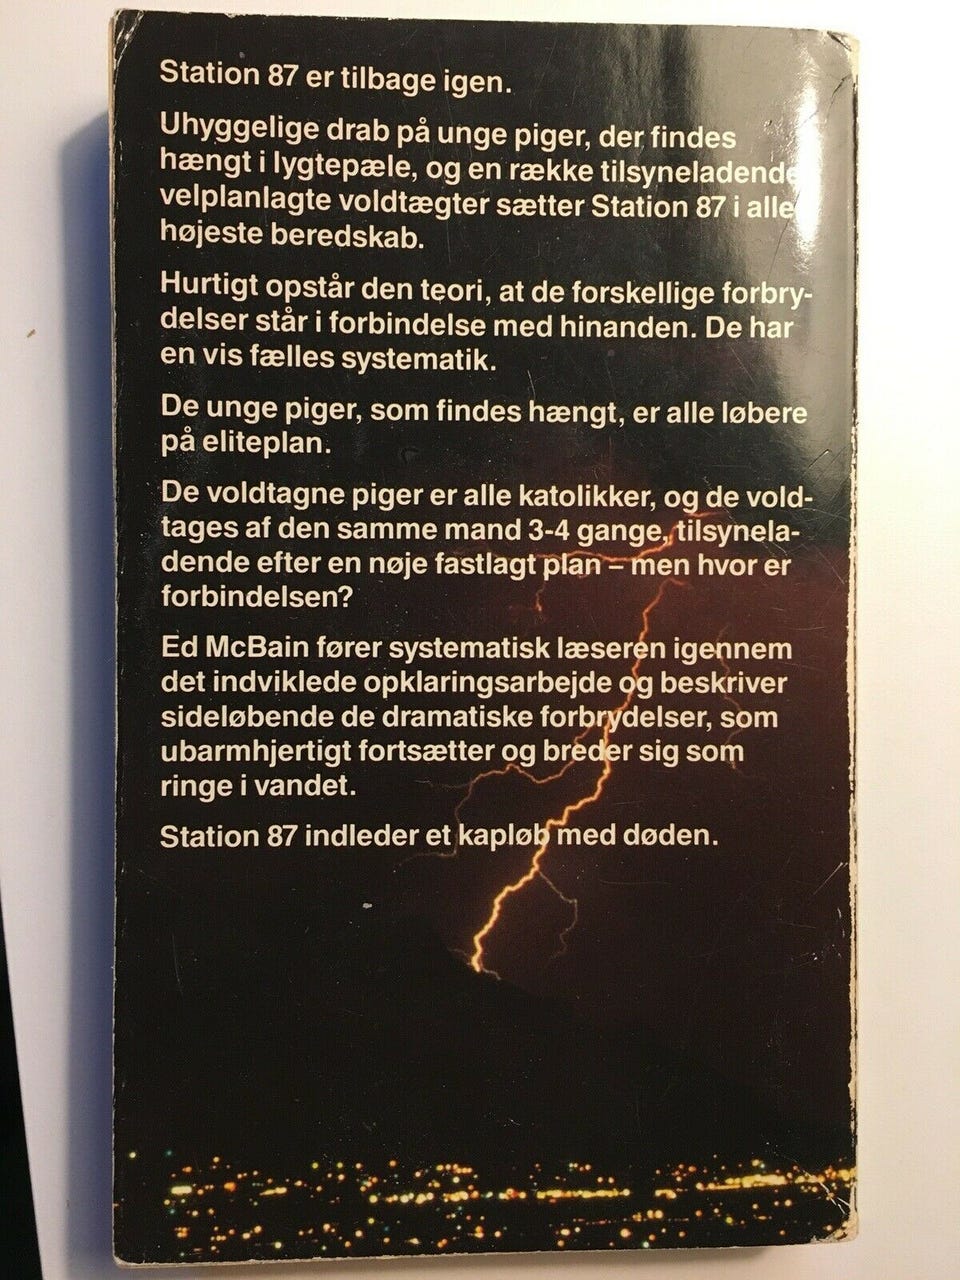 Station 87 er tilbage igen.
Uhyggelige drab på unge piger, der findes
hængt i lygtepæle, og en række tilsyneladende
velplanlagte voldtægter sætter Station 87 i alle
højeste beredskab.
Hurtigt opstår den teori, at de forskellige forbry-
delser står i forbindelse med hinanden. De har
en vis fælles systematik.
De unge piger, som findes hængt, er alle løbere
på eliteplan.
De voldtagne piger er alle katolikker, og de vold-
tages af den samme mand 3-4 gange, tilsynela-
dende efter en nøje fastlagt plan – men hvor er
forbindelsen?
Ed McBain fører systematisk læseren igennem
det indviklede opklaringsarbejde og beskriver
sideløbende de dramatiske forbrydelser, som
ubarmhjertigt fortsætter og breder sig som
ringe i vandet.
Station 87 indleder et kapløb med døden.